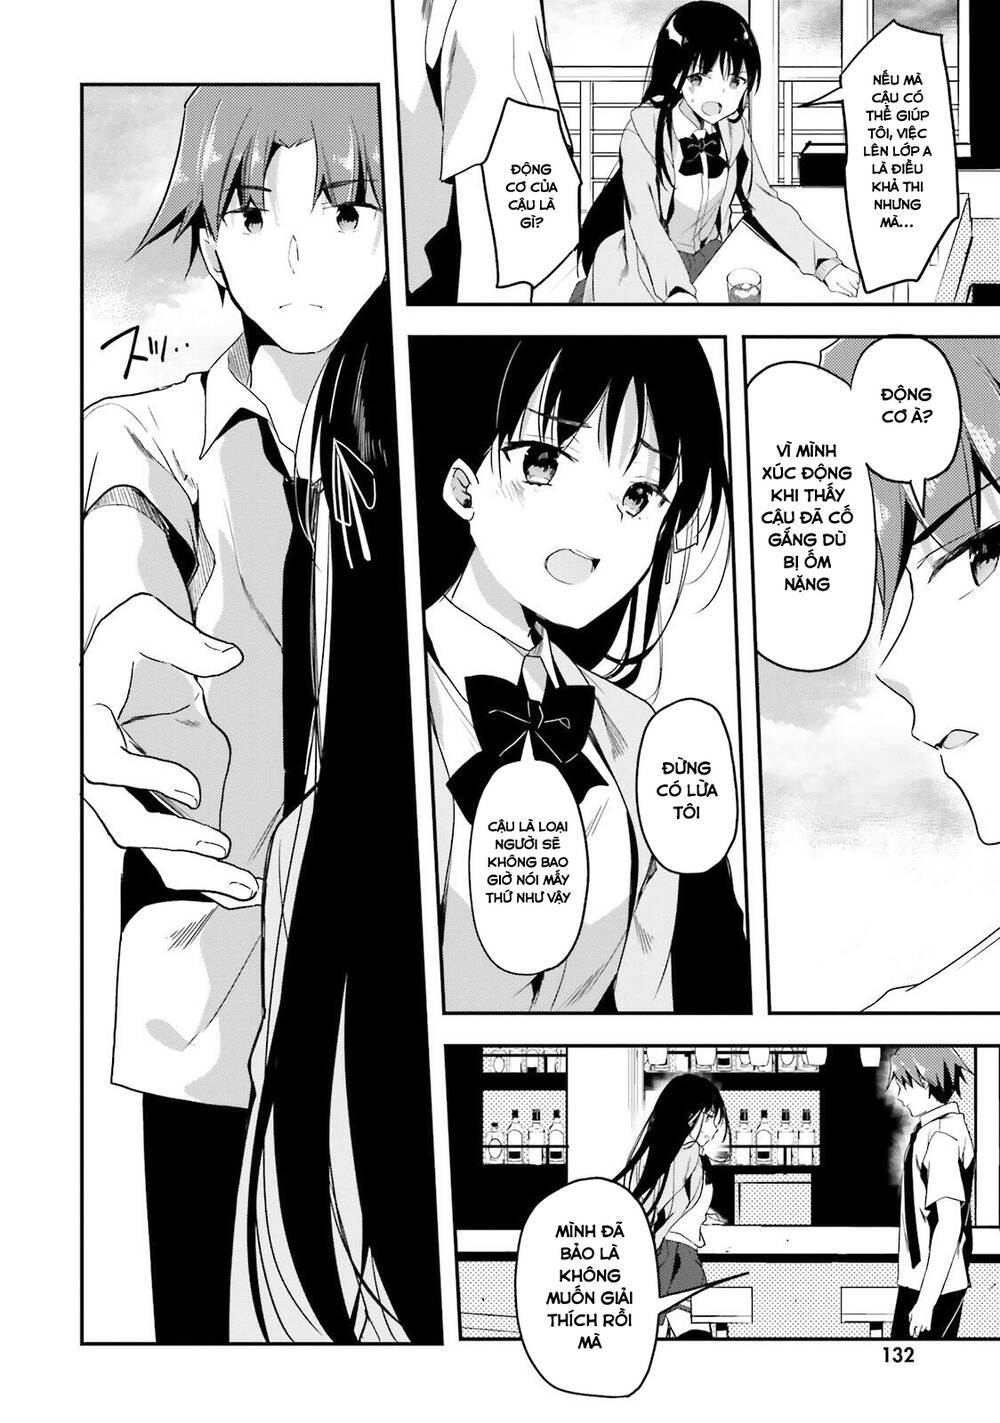 NẾU MÀ
CẬU CÓ
THỂ GIÚP
TÔI, VIỆC
LÊN LỚP A
LÀ ĐIỀU
KHẢ THI
NHƯNG
MÀ...
ĐỘNG
CƠ CỦA
CẬU LÀ
GÌ?
ĐỘNG
CƠ À?
VÌ MÌNH
XÚC ĐỘNG
KHI THẤY
CẬU ĐÃ CỐ
GẮNG DÙ
BỊ ỐM
NẶNG
ĐỪNG
CÓ LỪA
TÔI
CẬU LÀ LOẠI
NGƯỜI SẼ
KHÔNG BAO
GIỜ NÓI MẤY
THỨ NHƯ VẬY
スッ‥
MÌNH ĐÃ
BẢO LÀ
KHÔNG
MUỐN GIẢI
THÍCH RỒI
MÀ
132